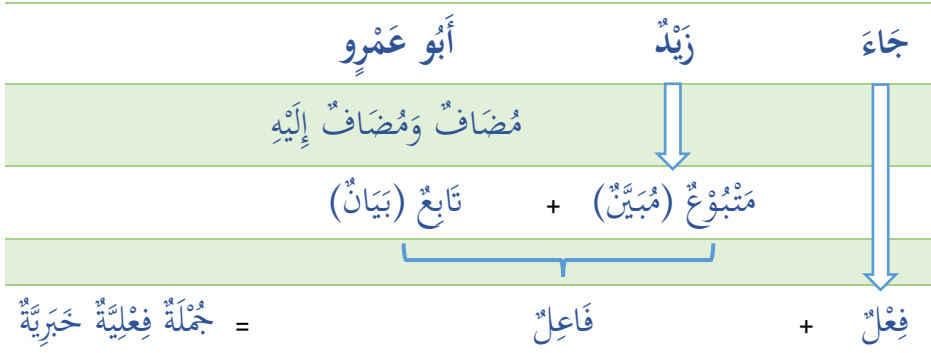 جَاءَ زَيْدٌ أَبُو عَمْرٍو
مُضَافٌ وَمُضَافٌ إِلَيْهِ
مَتْبُوْعٌ (مُبَيَّنٌ) + تَابِعٌ (بَيَانٌ)
فِعْلٌ + فَاعِلٌ = جُمْلَةٌ فِعْلِيَّةٌ خَبَرِيَّةٌ